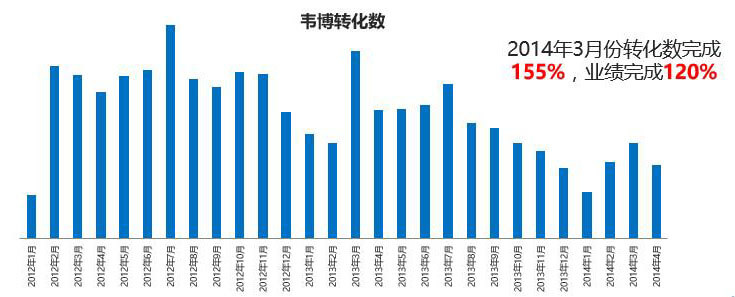 韦博转化数
2014年3月份转化数完成
155%，业绩完成120%
2012年1月
2012年2月
2012年3月
2012年4月
2012年5月
2012年6月
2012年7月
2012年8月
2012年9月
2012年10月
2012年11月
2012年12月
2013年1月
2013年2月
2013年3月
2013年4月
2013年5月
2013年6月
2013年7月
2013年8月
2013年9月
2013年10月
2013年11月
2013年12月
2014年1月
2014年2月
2014年3月
2014年4月